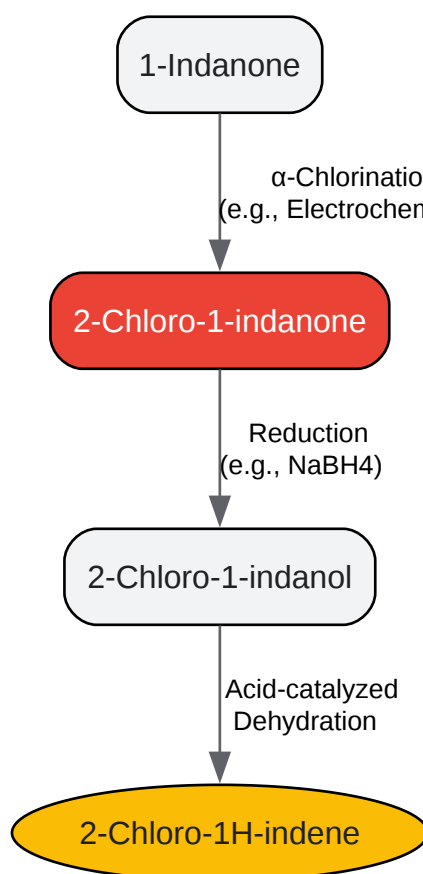 1-Indanone
α-Chlorinatio
(e.g., Electrochem
2-Chloro-1-indanone
Reduction
(e.g., NaBH4)
2-Chloro-1-indanol
Acid-catalyzed
Dehydration
2-Chloro-1H-indene